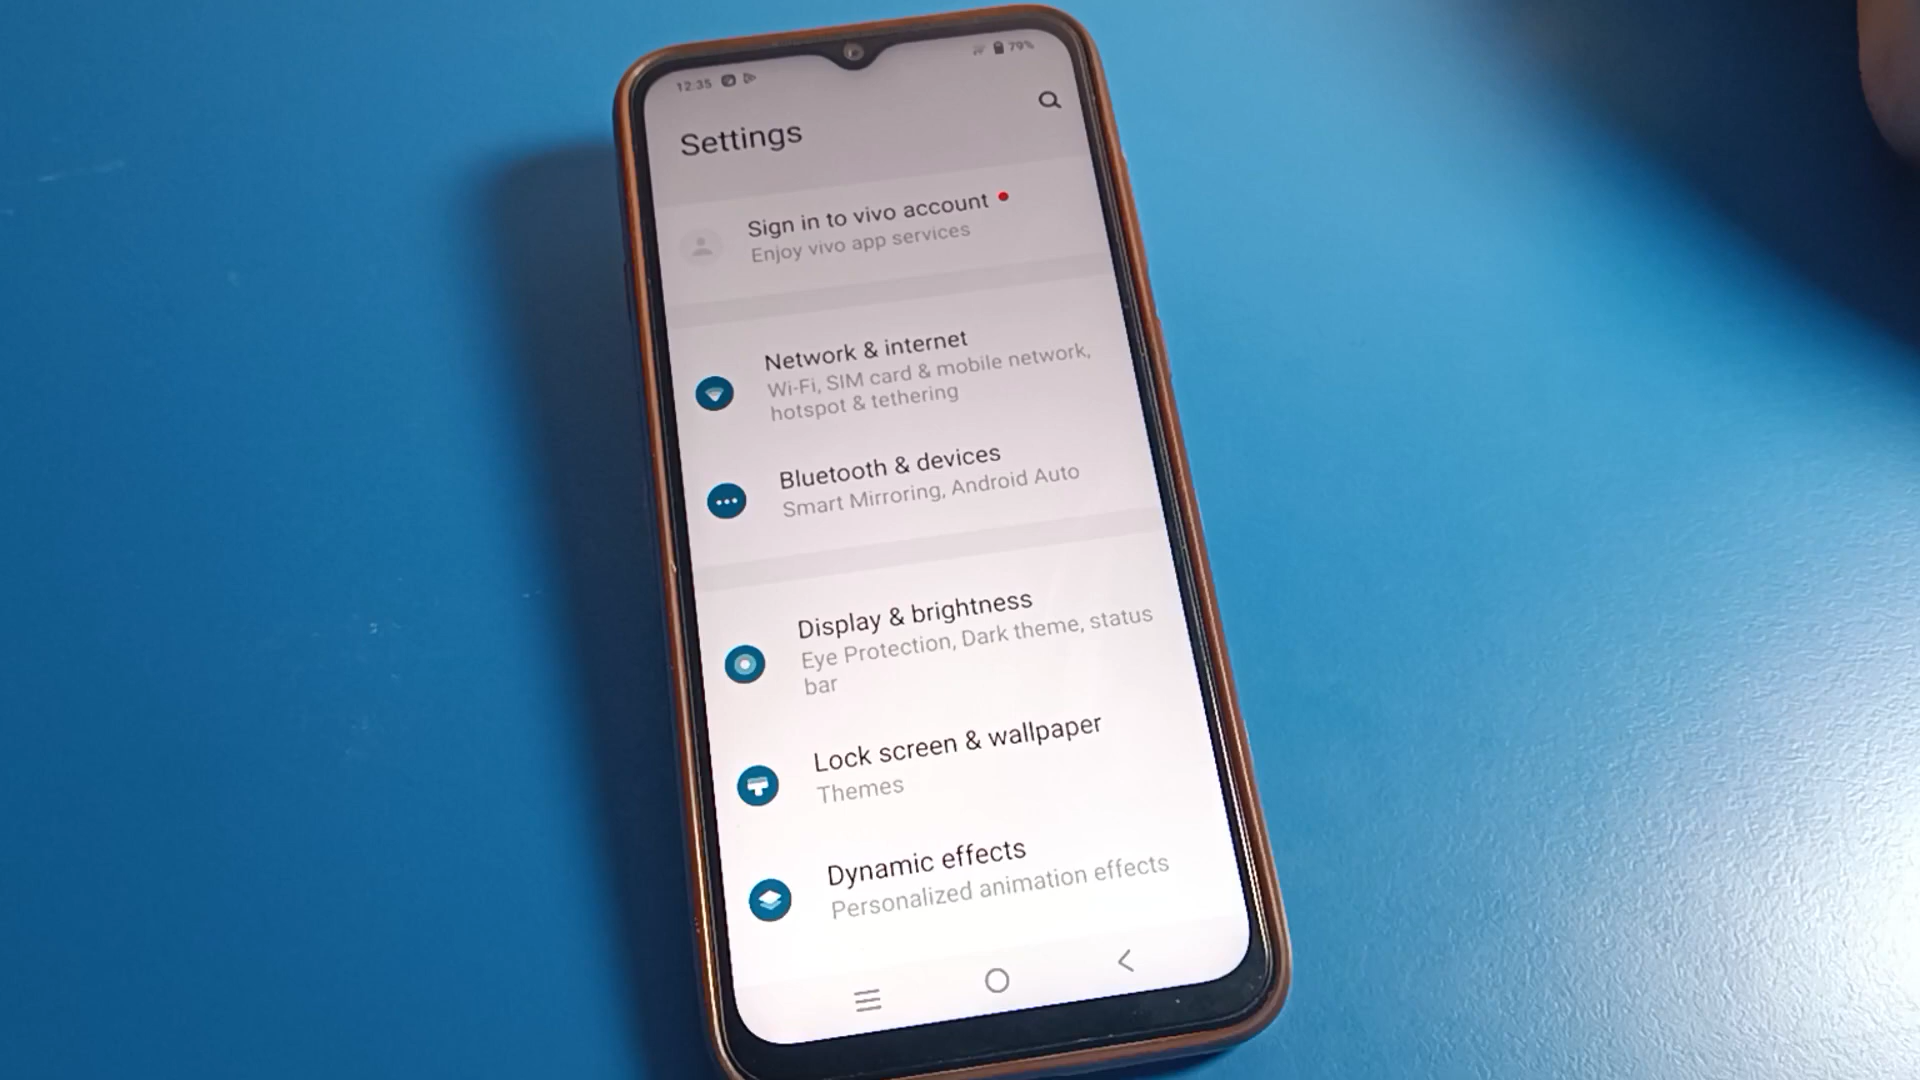 12:35
79%
Settings
Sign in to vivo account
Enjoy vivo app services
Network & internet
Wi-Fi, SIM card & mobile network,
hotspot & tethering
Bluetooth & devices
Smart Mirroring, Android Auto
Display & brightness
Eye Protection, Dark theme, status
bar
Lock screen & wallpaper
Themes
Dynamic effects
Personalized animation effects